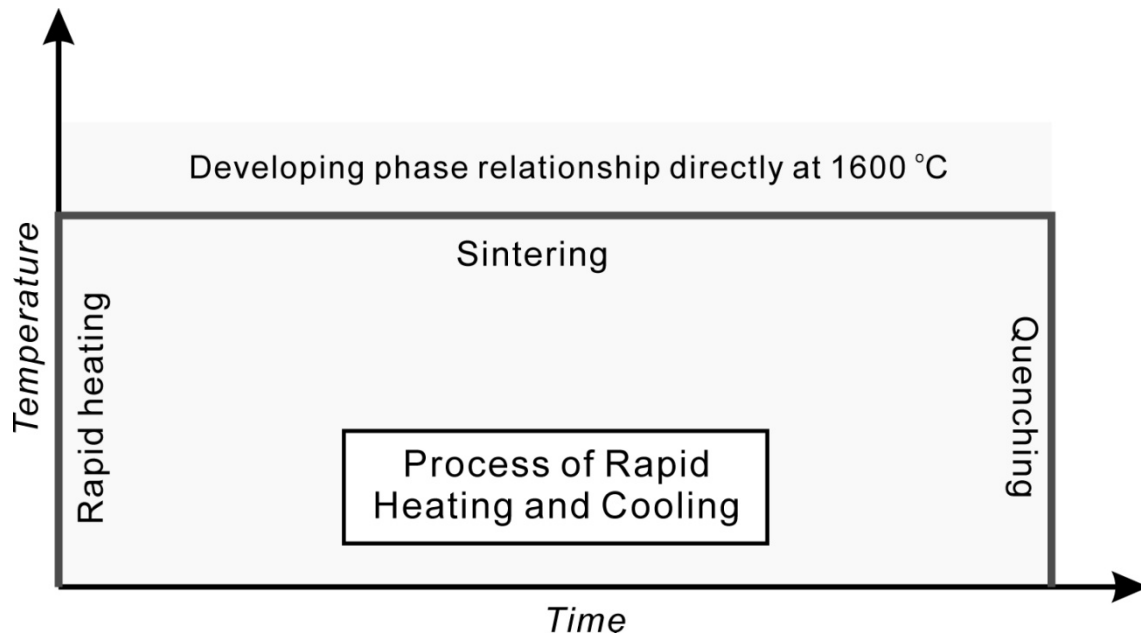 Developing phase relationship directly at 1600 °C
Sintering
Temperature
Rapid heating
Quenching
Process of Rapid
Heating and Cooling
Time